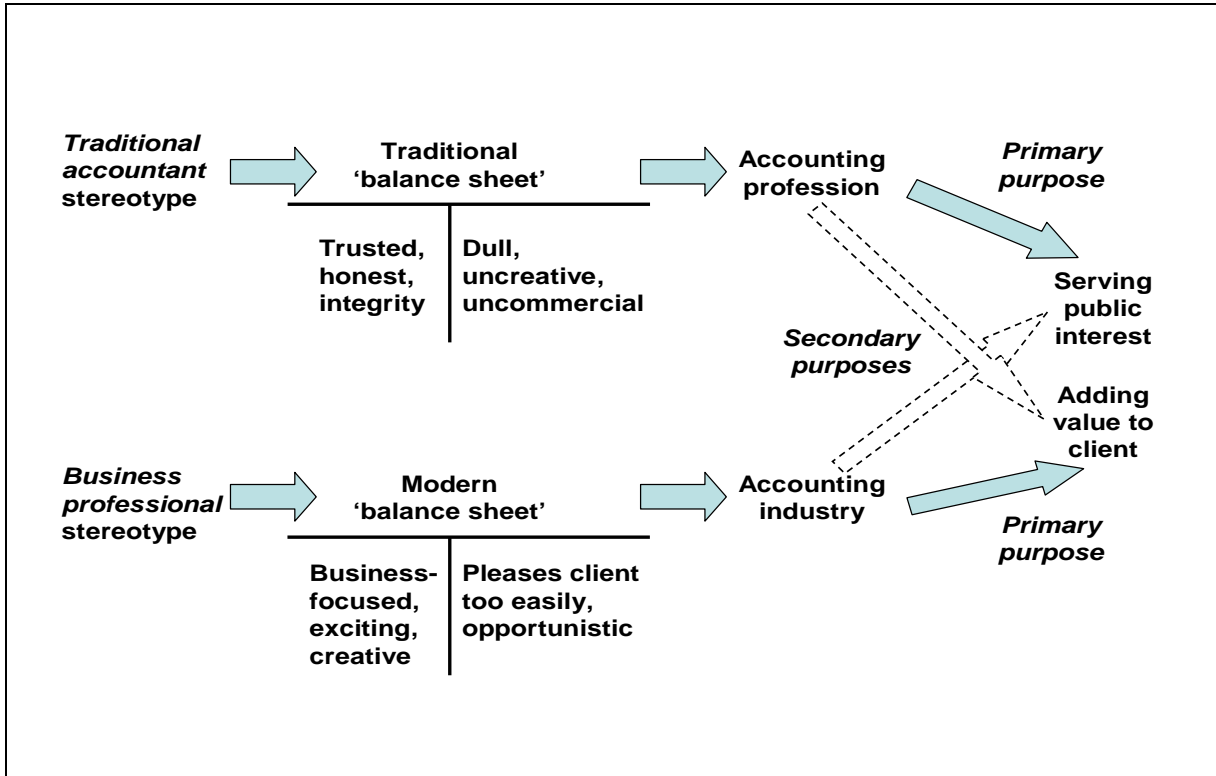 Traditional
accountant
stereotype
Traditional
‘balance sheet’
Trusted,
honest,
integrity
Dull,
uncreative,
uncommercial
Accounting
profession
Primary
purpose
Serving
public
interest
Secondary
purposes
Adding
value to
client
Business
professional
stereotype
Modern
‘balance sheet’
Business-
focused,
exciting,
creative
Pleases client
too easily,
opportunistic
Accounting
industry
Primary
purpose